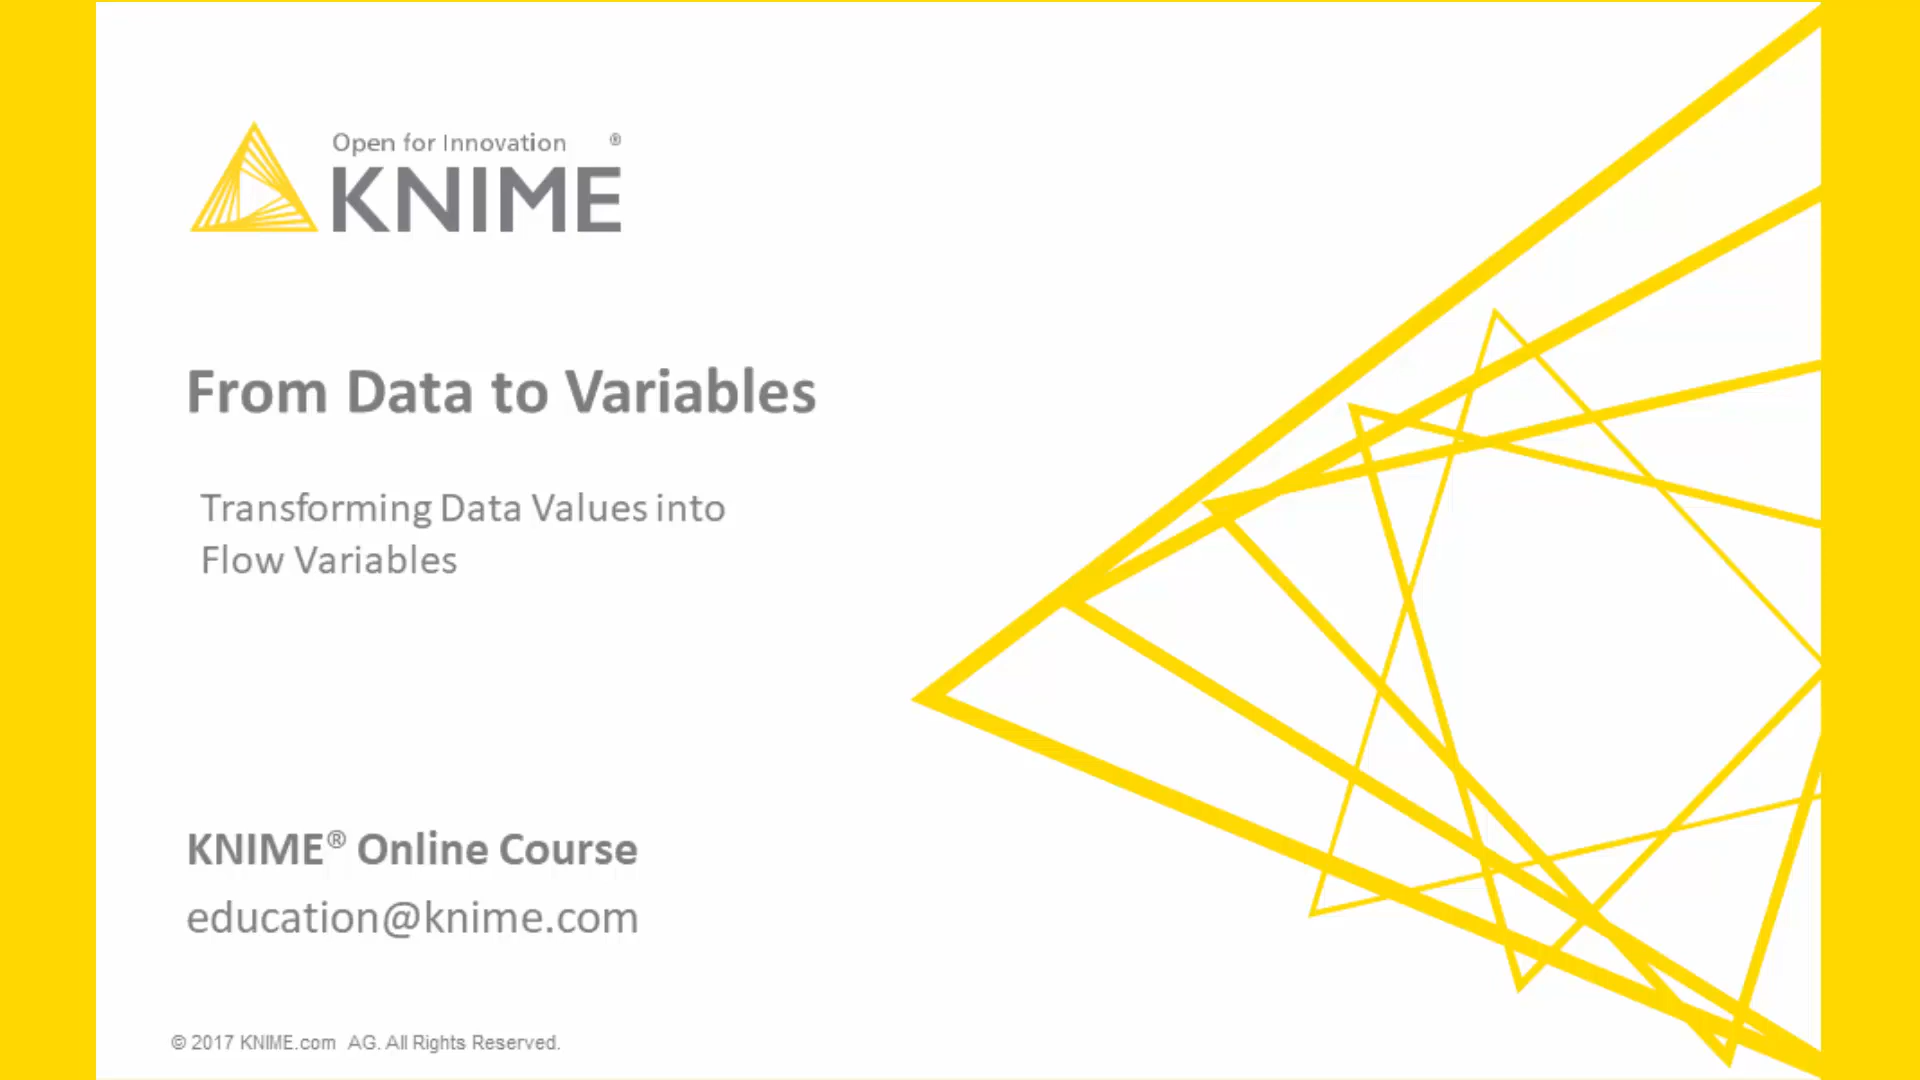 Open for Innovation ®
KNIME
From Data to Variables
Transforming Data Values into
Flow Variables
KNIME® Online Course
education@knime.com
© 2017 KNIME.com AG. All Rights Reserved.